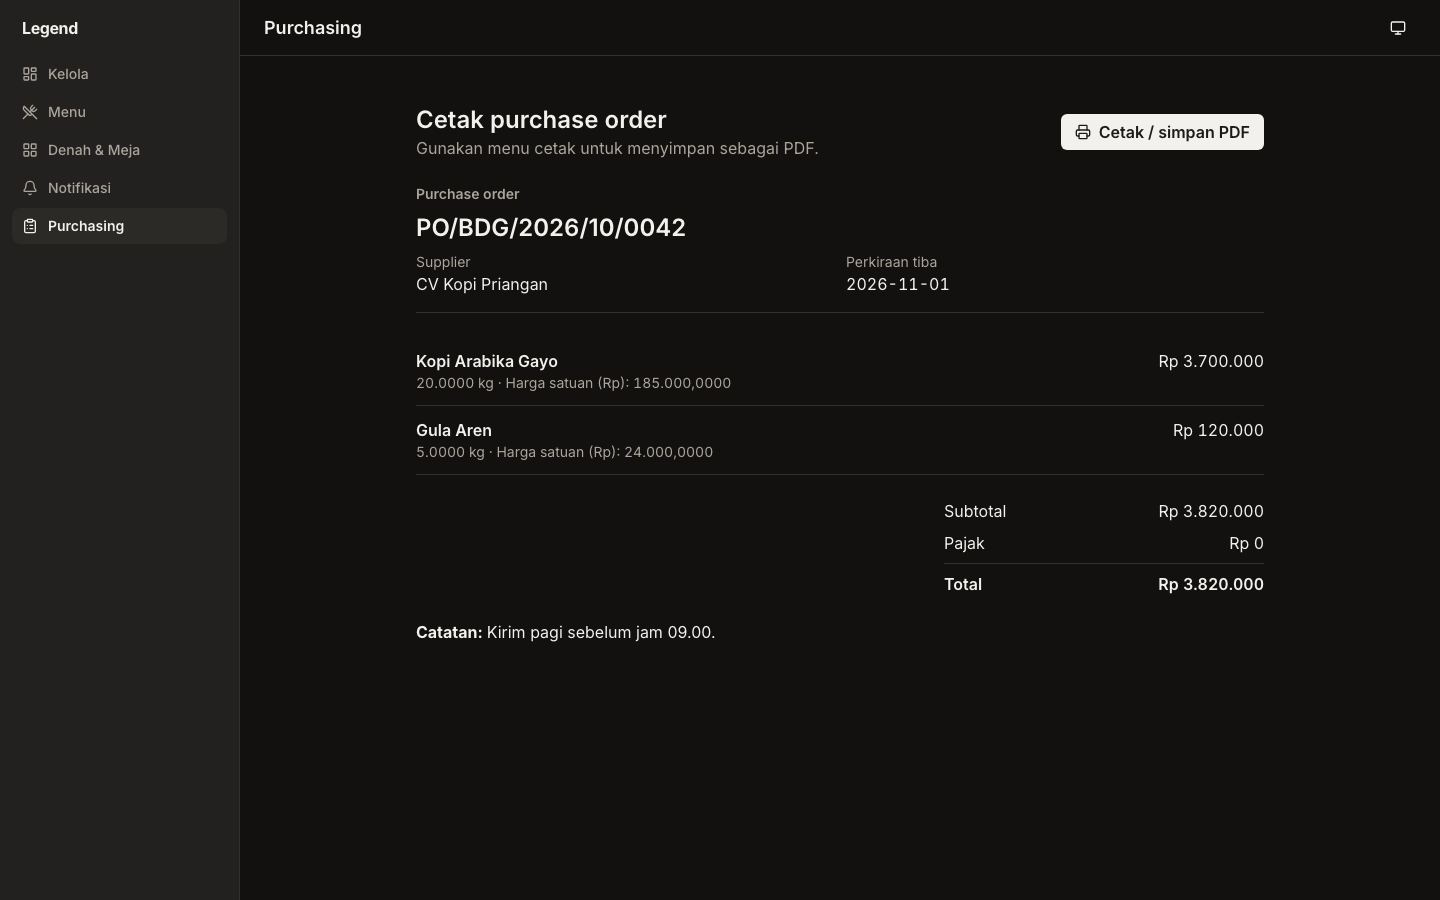 Legend
Purchasing
Kelola
Menu
Denah & Meja
Notifikasi
Purchasing
Cetak purchase order
Gunakan menu cetak untuk menyimpan sebagai PDF.
Cetak / simpan PDF
Purchase order
PO/BDG/2026/10/0042
Supplier
CV Kopi Priangan
Perkiraan tiba
2026-11-01
Kopi Arabika Gayo
Rp 3.700.000
20.0000 kg · Harga satuan (Rp): 185.000,0000
Gula Aren
Rp 120.000
5.0000 kg · Harga satuan (Rp): 24.000,0000
Subtotal Rp 3.820.000
Pajak Rp 0
Total Rp 3.820.000
Catatan: Kirim pagi sebelum jam 09.00.